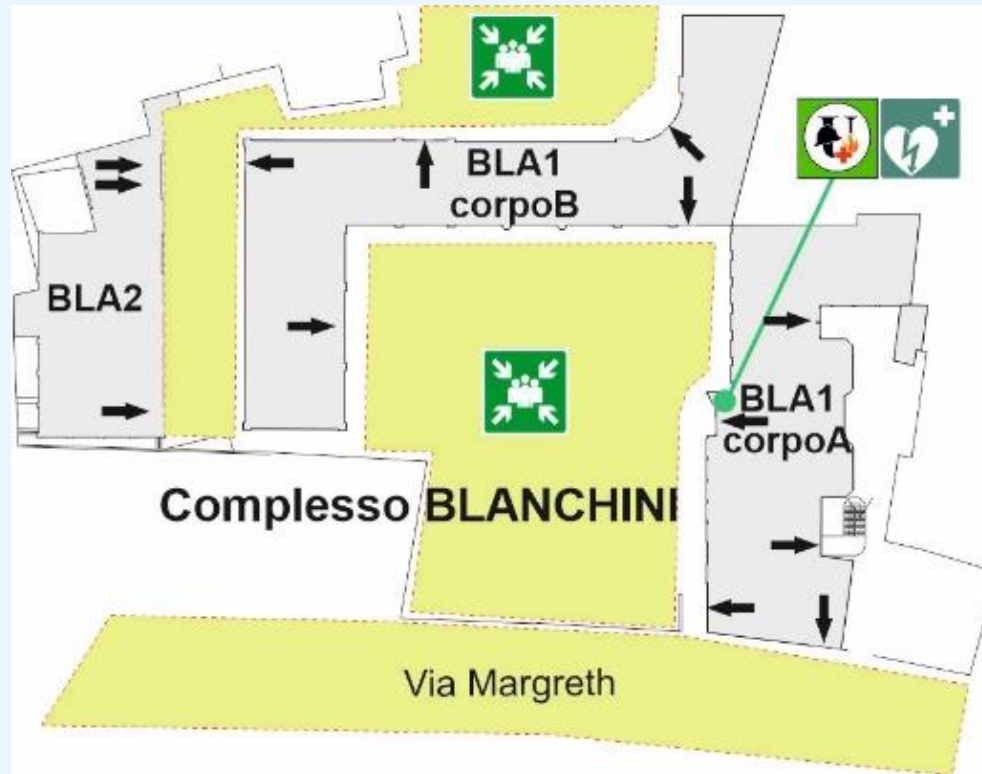 BLA1
corpoB
BLA2
BLA1
corpoA
Complesso BLANCHINI
Via Margreth